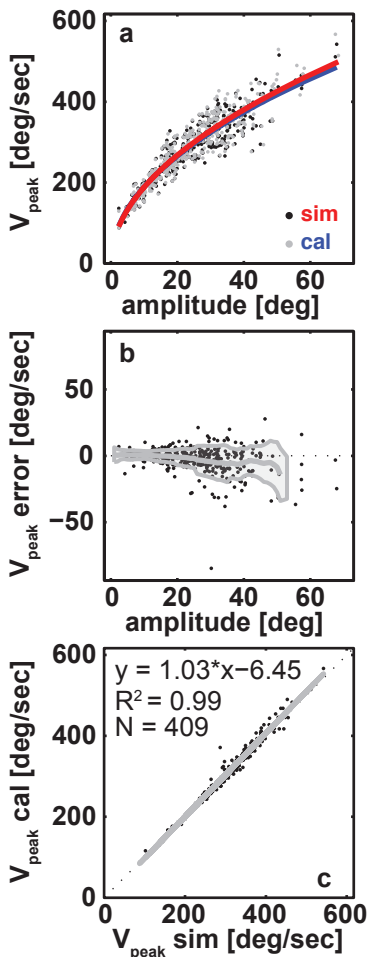 600
a
400
200
0
V_peak [deg/sec]
sim
cal
0 20 40 60
amplitude [deg]
b
50
0
−50
V_peak error [deg/sec]
0 20 40 60
amplitude [deg]
600
y = 1.03*x−6.45
R² = 0.99
N = 409
400
200
0
V_peak cal [deg/sec]
c
0 200 400 600
V_peak sim [deg/sec]